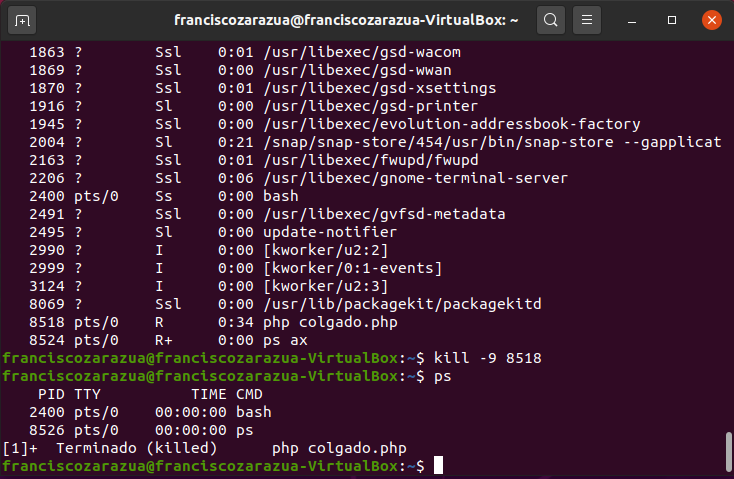 franciscozarazua@franciscozarazua-VirtualBox: ~
1863 ?        Ssl    0:01 /usr/libexec/gsd-wacom
1869 ?        Ssl    0:00 /usr/libexec/gsd-wwan
1870 ?        Ssl    0:01 /usr/libexec/gsd-xsettings
1916 ?        Sl     0:00 /usr/libexec/gsd-printer
1945 ?        Ssl    0:00 /usr/libexec/evolution-addressbook-factory
2004 ?        Sl     0:21 /snap/snap-store/454/usr/bin/snap-store --gapplicat
2163 ?        Ssl    0:01 /usr/libexec/fwupd/fwupd
2206 ?        Ssl    0:06 /usr/libexec/gnome-terminal-server
2400 pts/0    Ss     0:00 bash
2491 ?        Ssl    0:00 /usr/libexec/gvfsd-metadata
2495 ?        Sl     0:00 update-notifier
2990 ?        I      0:00 [kworker/u2:2]
2999 ?        I      0:00 [kworker/0:1-events]
3124 ?        I      0:00 [kworker/u2:3]
8069 ?        Ssl    0:00 /usr/lib/packagekit/packagekitd
8518 pts/0    R      0:34 php colgado.php
8524 pts/0    R+     0:00 ps ax
franciscozarazua@franciscozarazua-VirtualBox:~$ kill -9 8518
franciscozarazua@franciscozarazua-VirtualBox:~$ ps
    PID TTY          TIME CMD
   2400 pts/0    00:00:00 bash
   8526 pts/0    00:00:00 ps
[1]+  Terminado (killed)      php colgado.php
franciscozarazua@franciscozarazua-VirtualBox:~$